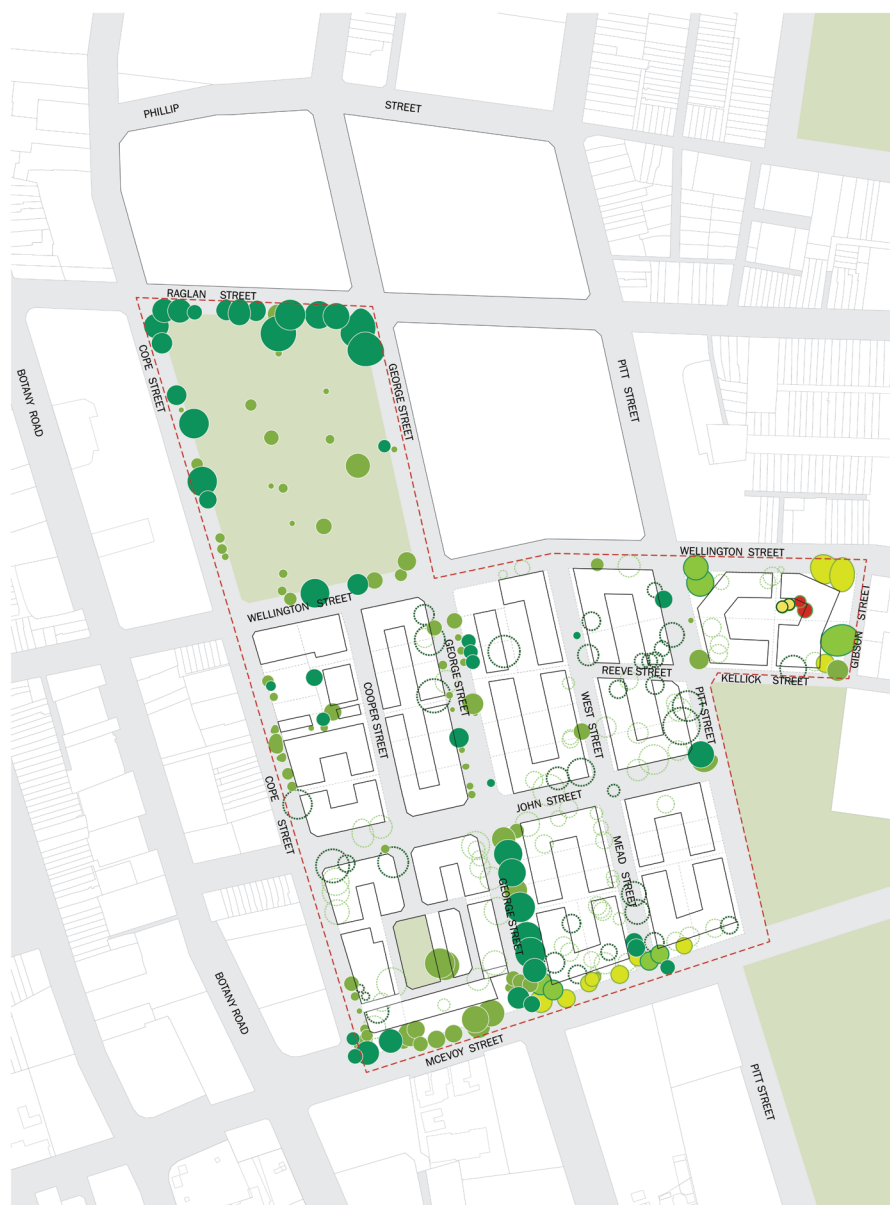 PHILLIP STREET
RAGLAN STREET
COPE STREET
BOTANY ROAD
GEORGE STREET
PITT STREET
WELLINGTON STREET
WELLINGTON STREET
GIBSON STREET
KELLICK STREET
REEVE STREET
GEORGE STREET
COOPER STREET
WEST STREET
PITT STREET
COPE STREET
JOHN STREET
MEAD STREET
GEORGE STREET
BOTANY ROAD
MCEVOY STREET
PITT STREET